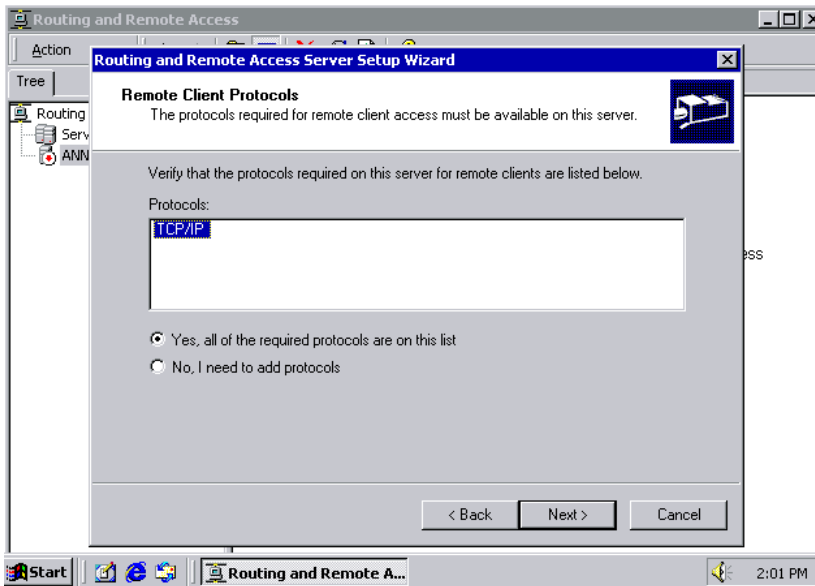 Routing and Remote Access
Action
Tree
Routing
Serv
ANN
ess
Routing and Remote Access Server Setup Wizard
Remote Client Protocols
The protocols required for remote client access must be available on this server.
Verify that the protocols required on this server for remote clients are listed below.
Protocols:
TCP/IP
Yes, all of the required protocols are on this list
No, I need to add protocols
< Back
Next >
Cancel
Start
Routing and Remote A...
2:01 PM